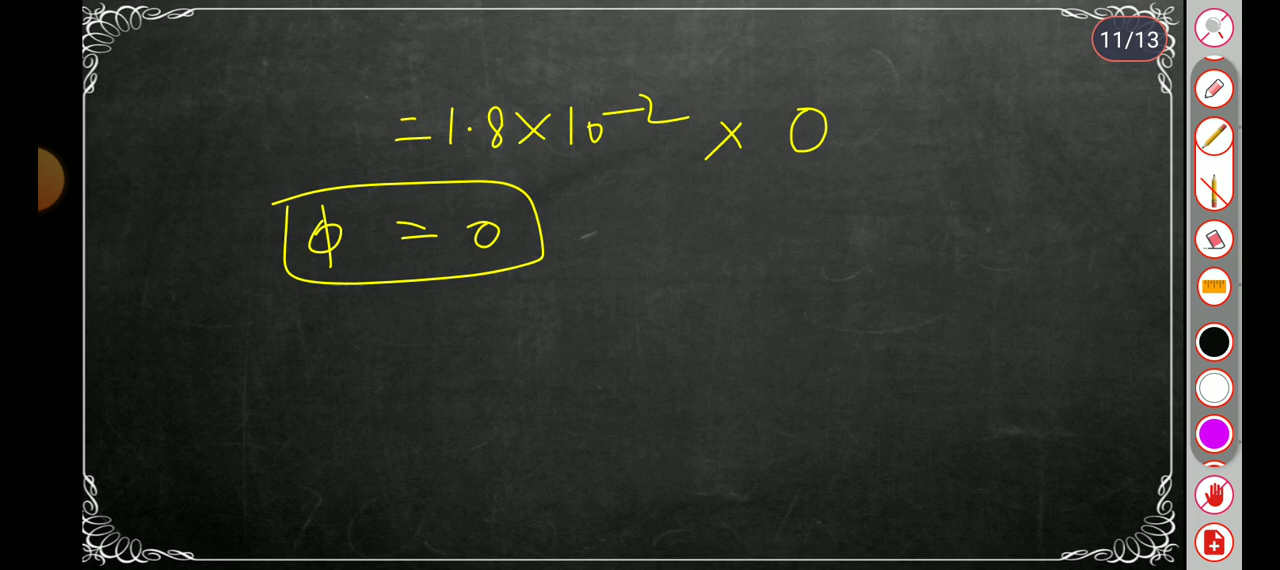 11/13
= 1.8 × 10⁻² × 0
ϕ = 0